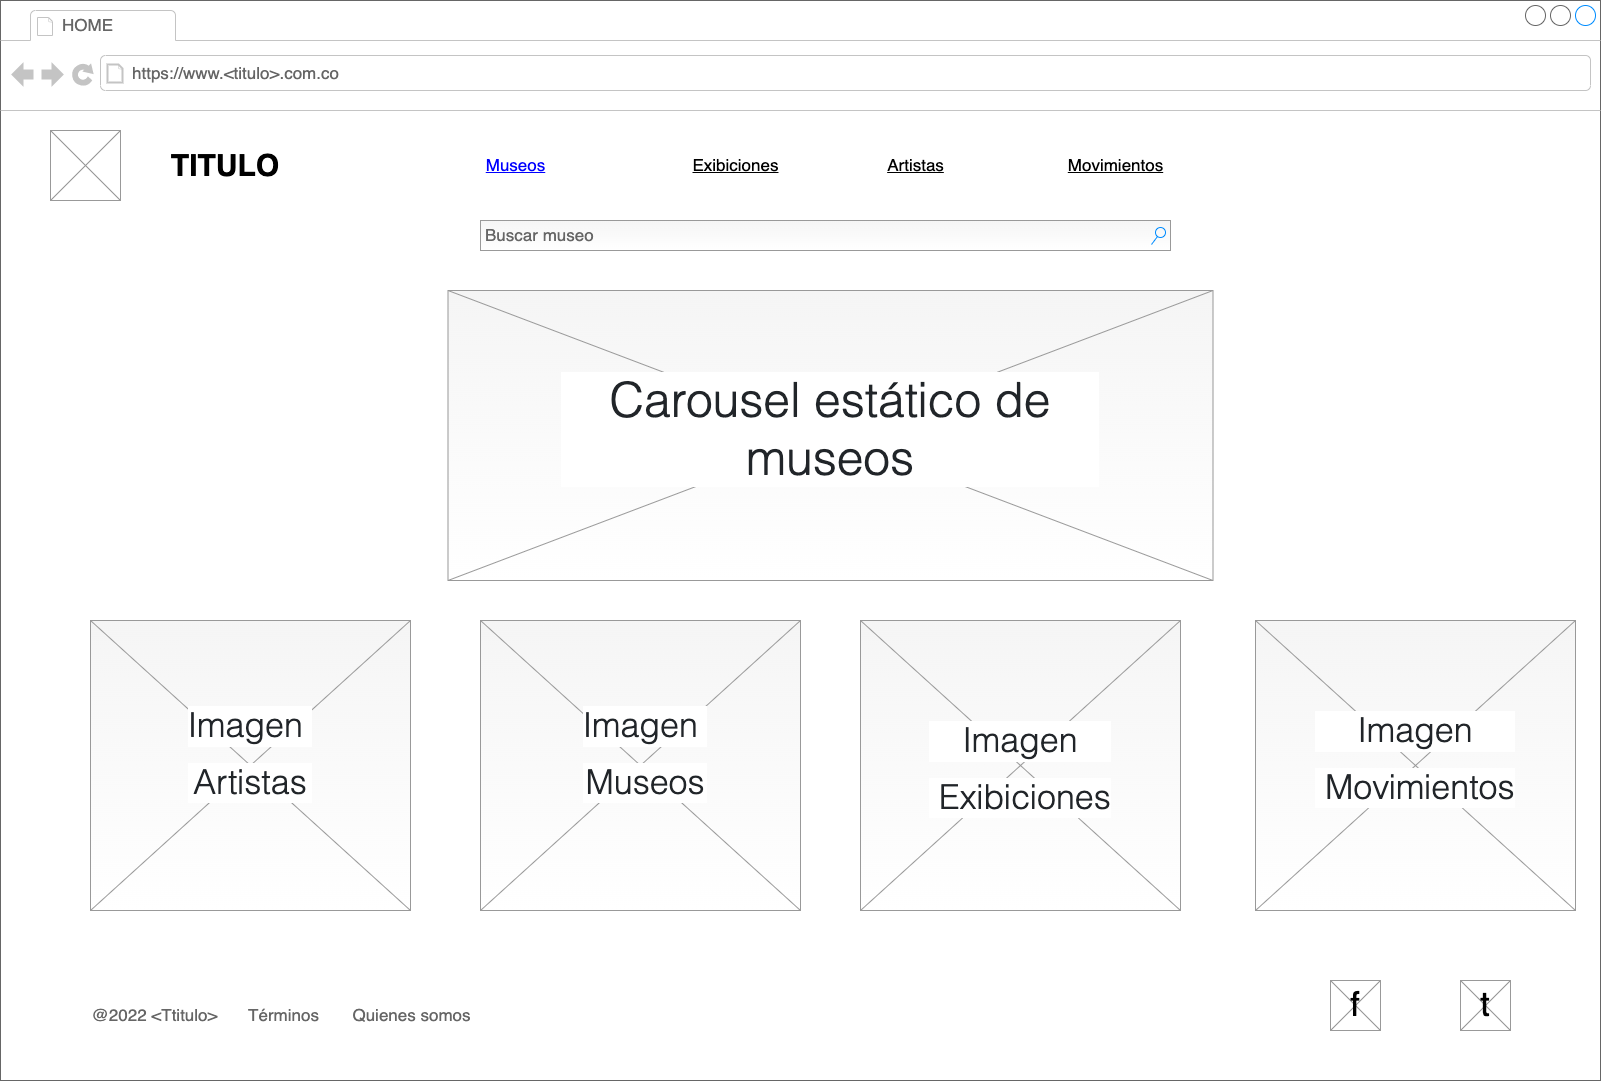 HOME
https://www.<titulo>.com.co
TITULO
Museos
Exibiciones
Artistas
Movimientos
Buscar museo
Carousel estático de
museos
Imagen
Artistas
Imagen
Museos
Imagen
Exibiciones
Imagen
Movimientos
@2022 <Ttitulo>
Términos
Quienes somos
f
t